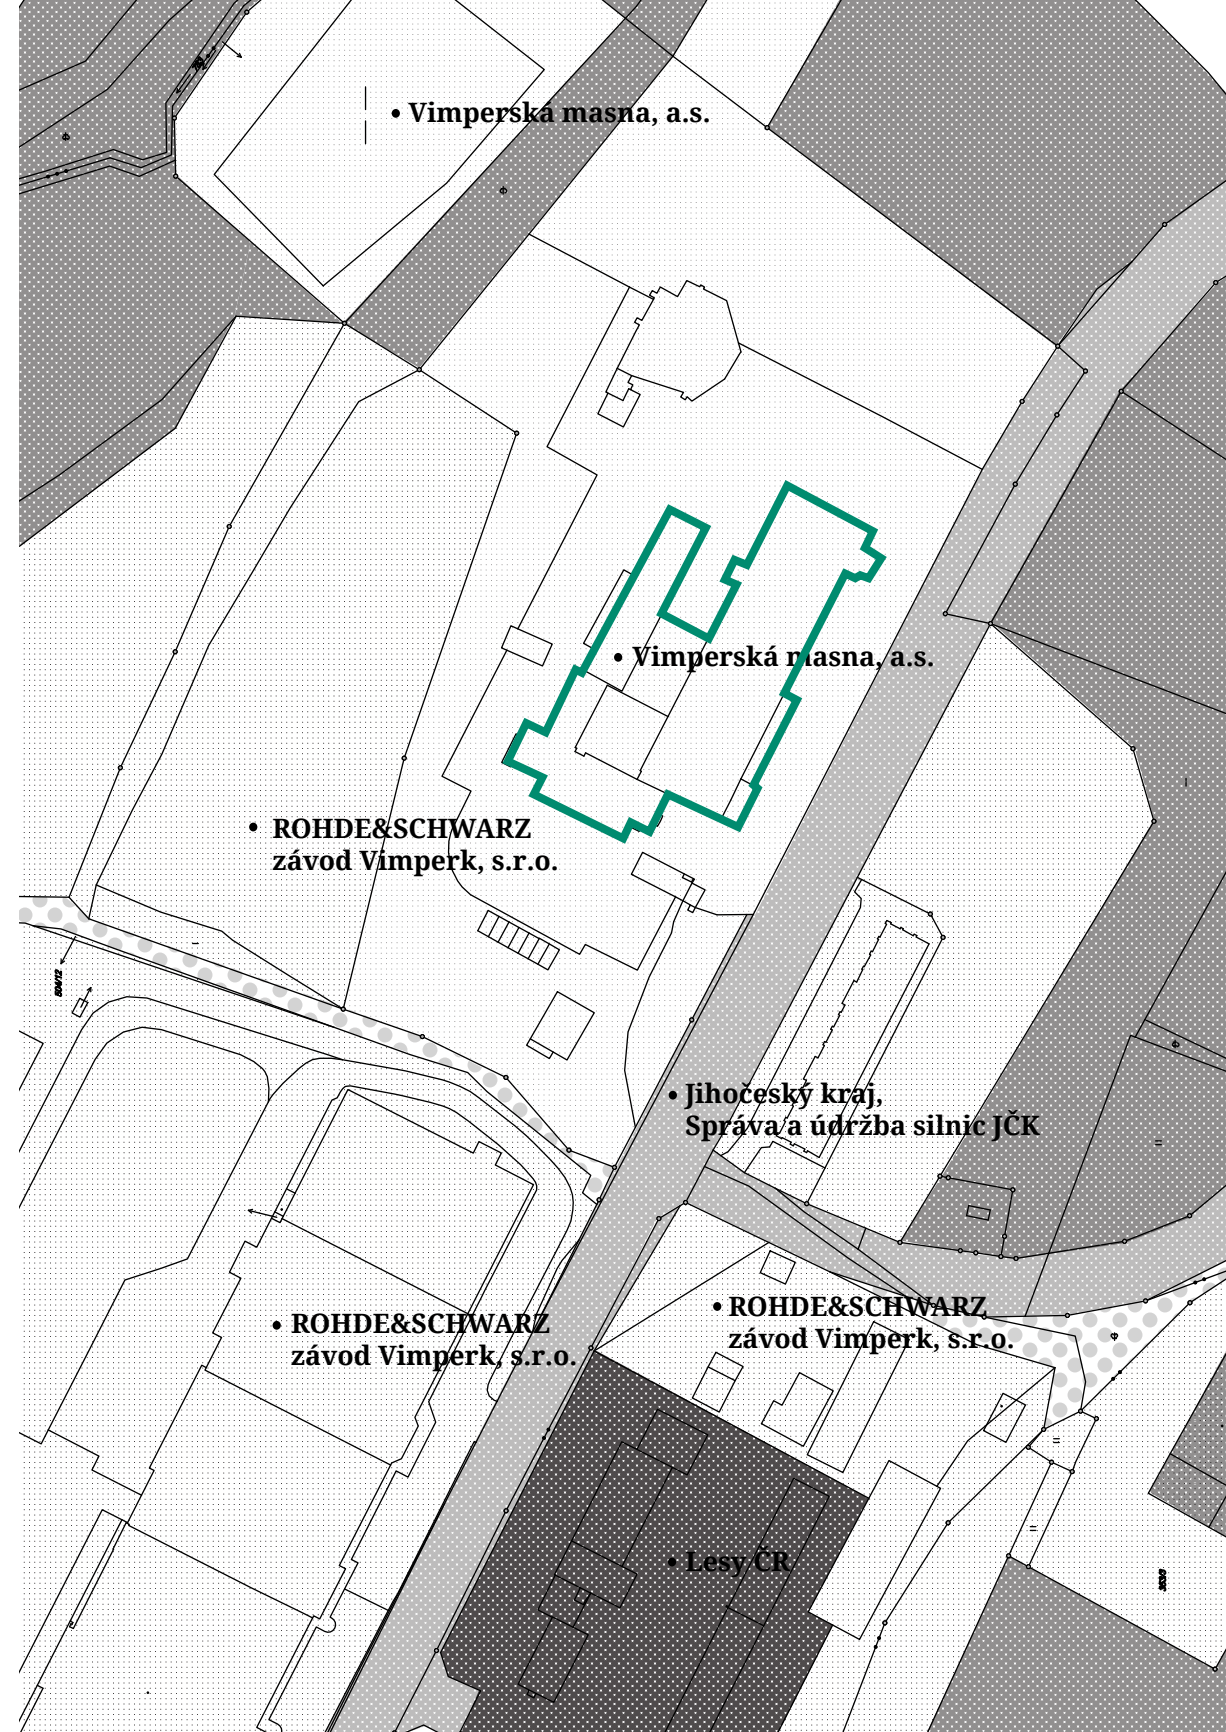 • Vimperská masna, a.s.
• Vimperská masna, a.s.
• ROHDE&SCHWARZ
závod Vimperk, s.r.o.
• Jihočeský kraj,
Správa a údržba silnic JČK
• ROHDE&SCHWARZ
závod Vimperk, s.r.o.
• ROHDE&SCHWARZ
závod Vimperk, s.r.o.
• Lesy ČR